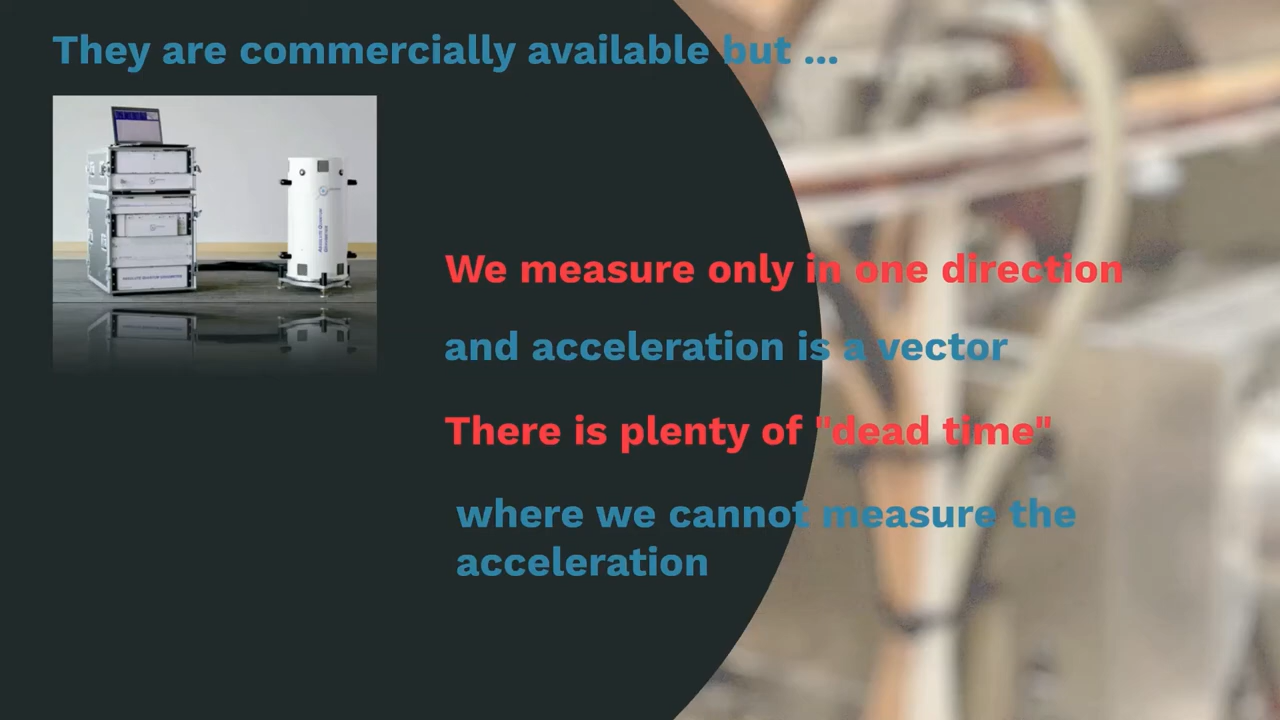 They are commercially available but ...
We measure only in one direction
and acceleration is a vector
There is plenty of "dead time"
where we cannot measure the
acceleration